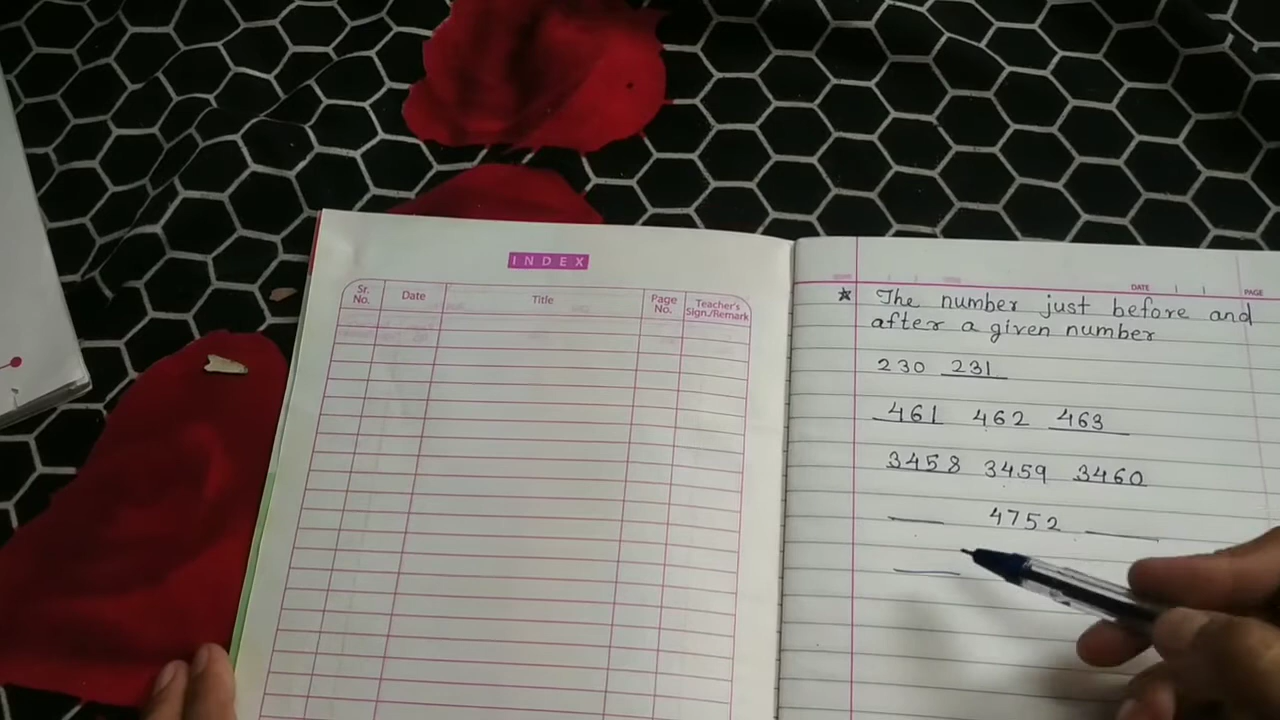 INDEX
Sr. No.
Date
Title
Page No.
Teacher's Sign./Remark
DATE
PAGE
☆ The number just before and
after a given number
230 231
461 462 463
3458 3459 3460
4752